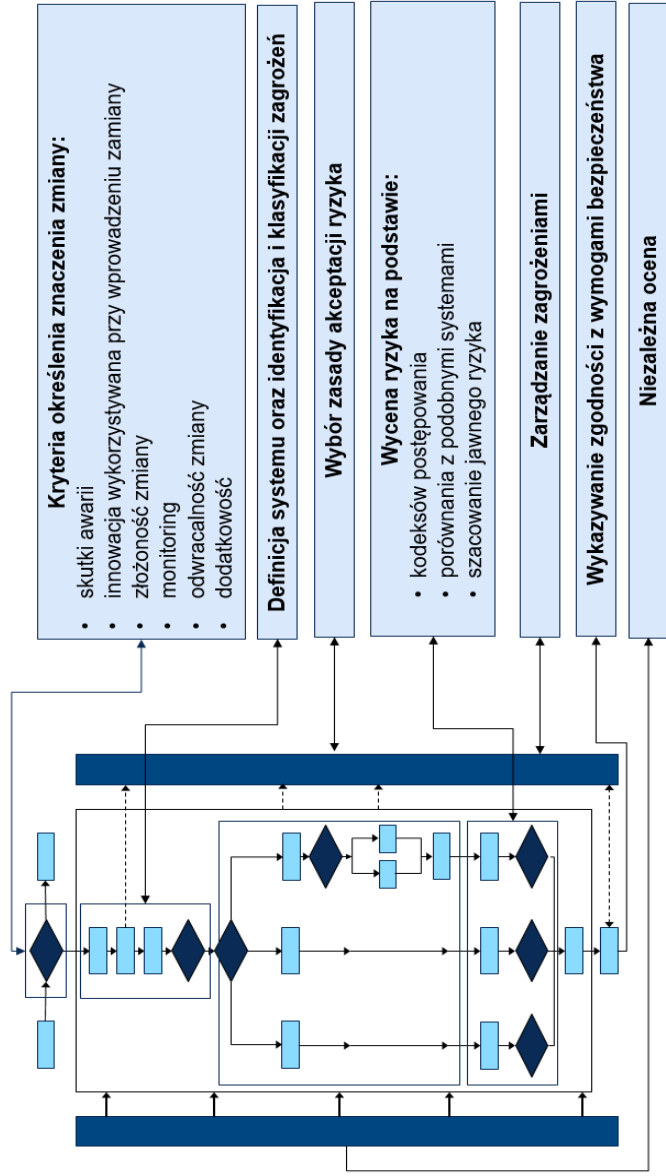 Kryteria określenia znaczenia zmiany:
• skutki awarii
• innowacja wykorzystywana przy wprowadzeniu zamiany
• złożoność zmiany
• monitoring
• odwracalność zmiany
• dodatkowość
Definicja systemu oraz identyfikacja i klasyfikacji zagrożeń
Wybór zasady akceptacji ryzyka
Wycena ryzyka na podstawie:
• kodeksów postępowania
• porównania z podobnymi systemami
• szacowanie jawnego ryzyka
Zarządzanie zagrożeniami
Wykazywanie zgodności z wymogami bezpieczeństwa
Niezależna ocena